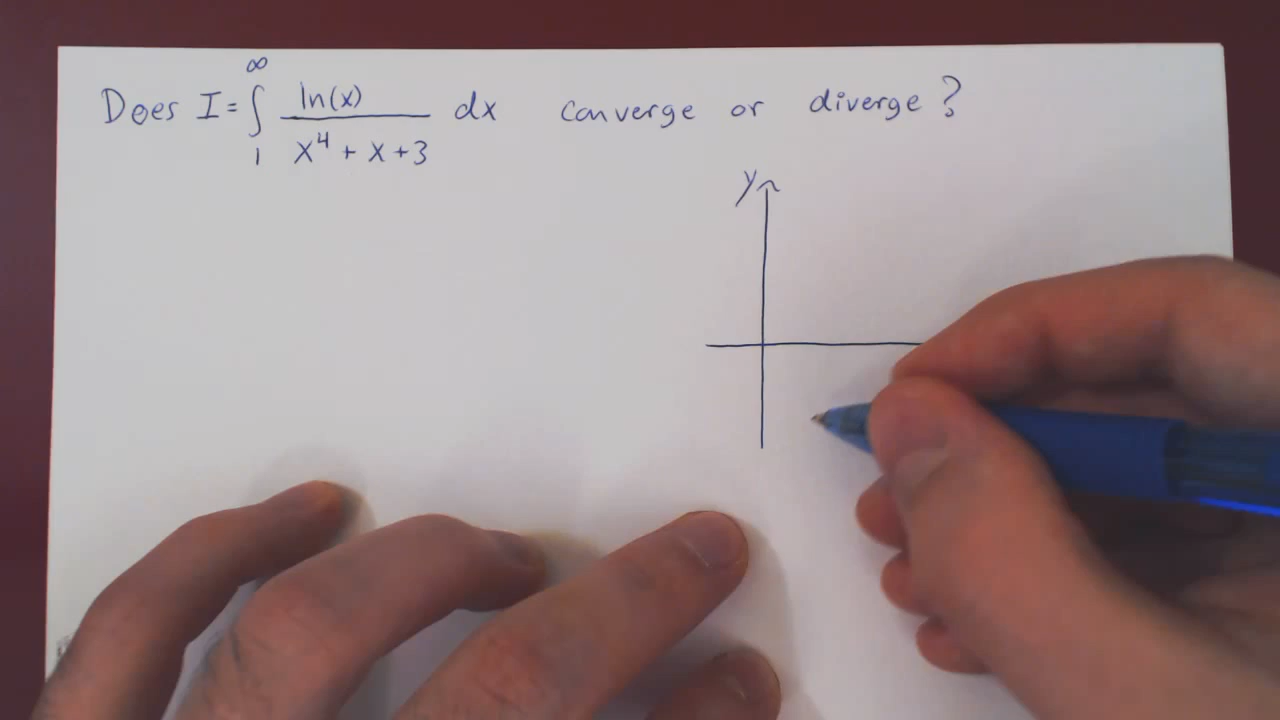 Does I = ∫₁^∞ ln(x) / (x⁴ + x + 3) dx converge or diverge?
y